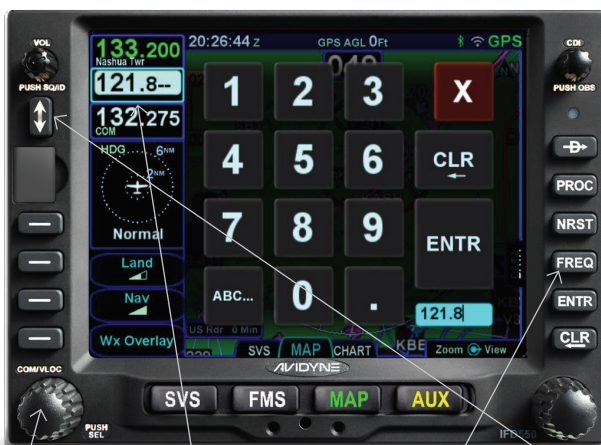 VOL
PUSH SQ/ID
133.200
Nashua Twr
121.8--
132.275
COM
HDG
6NM
2NM
Normal
Land
Nav
Wx Overlay
20:26:44 Z
GPS AGL 0Ft
GPS
1 2 3 X
4 5 6 CLR
7 8 9 ENTR
ABC... 0 .
121.8
US Rdr 0 Min
SVS MAP CHART
KBE
Zoom View
CDI
PUSH OBS
D
PROC
NRST
FREQ
ENTR
CLR
COM/VLOC
PUSH
SEL
AVIDYNE
SVS FMS MAP AUX
IFD550